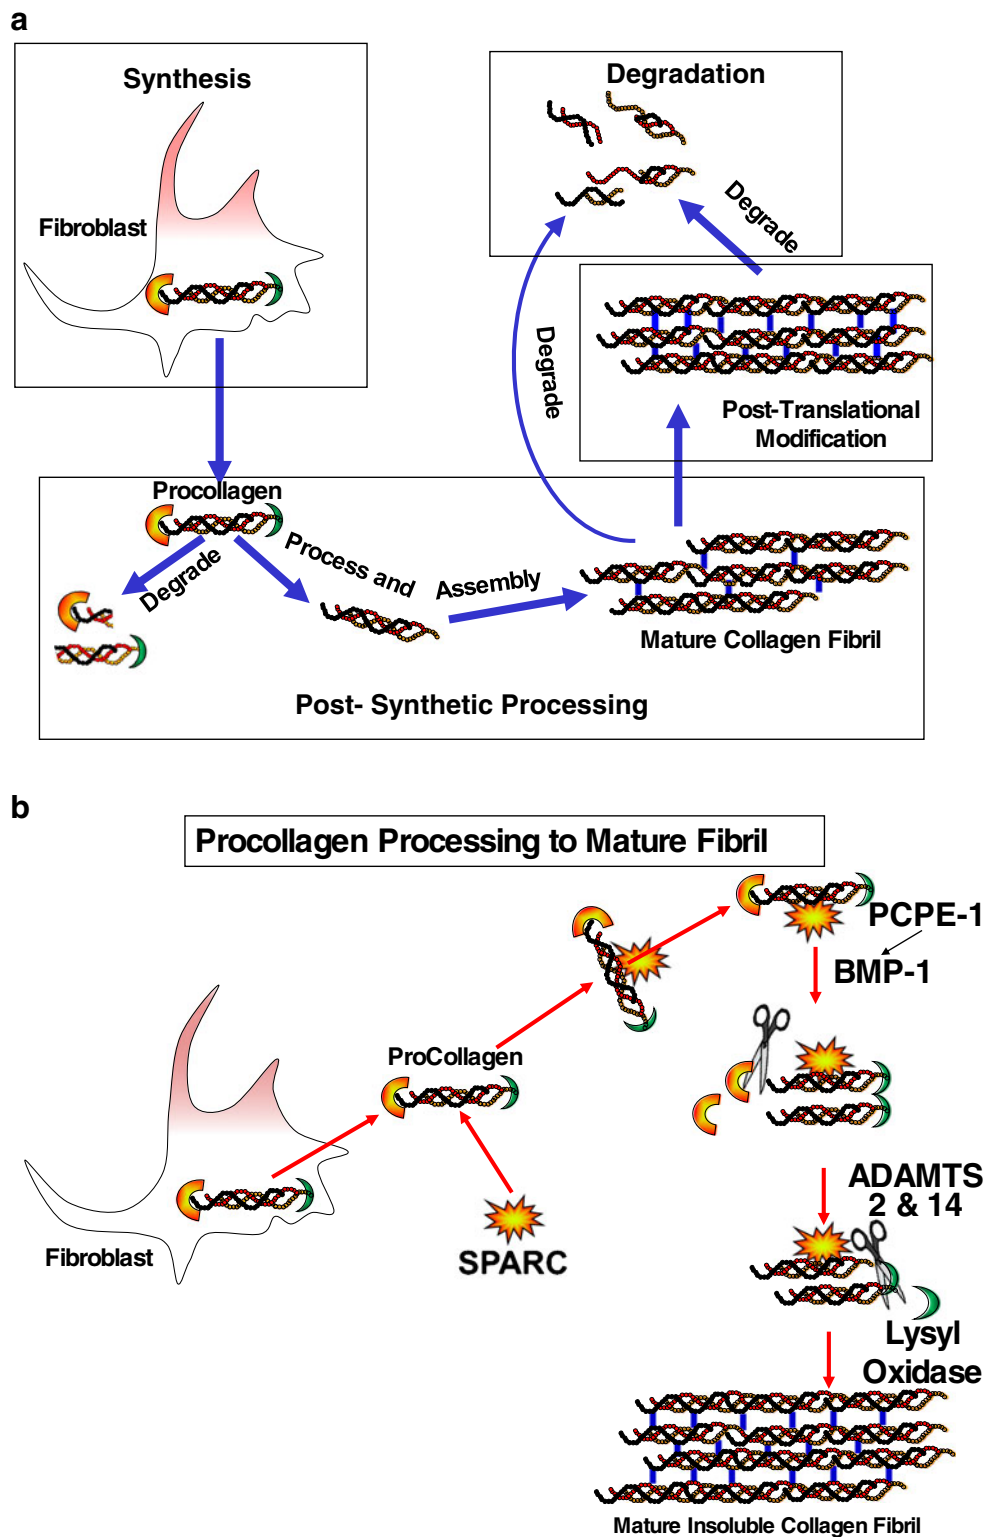 a
Synthesis
Fibroblast
Degradation
Degrade
Degrade
Post-Translational
Modification
Procollagen
Degrade
Process and
Assembly
Mature Collagen Fibril
Post- Synthetic Processing
b
Procollagen Processing to Mature Fibril
PCPE-1
BMP-1
ProCollagen
Fibroblast
SPARC
ADAMTS
2 & 14
Lysyl
Oxidase
Mature Insoluble Collagen Fibril